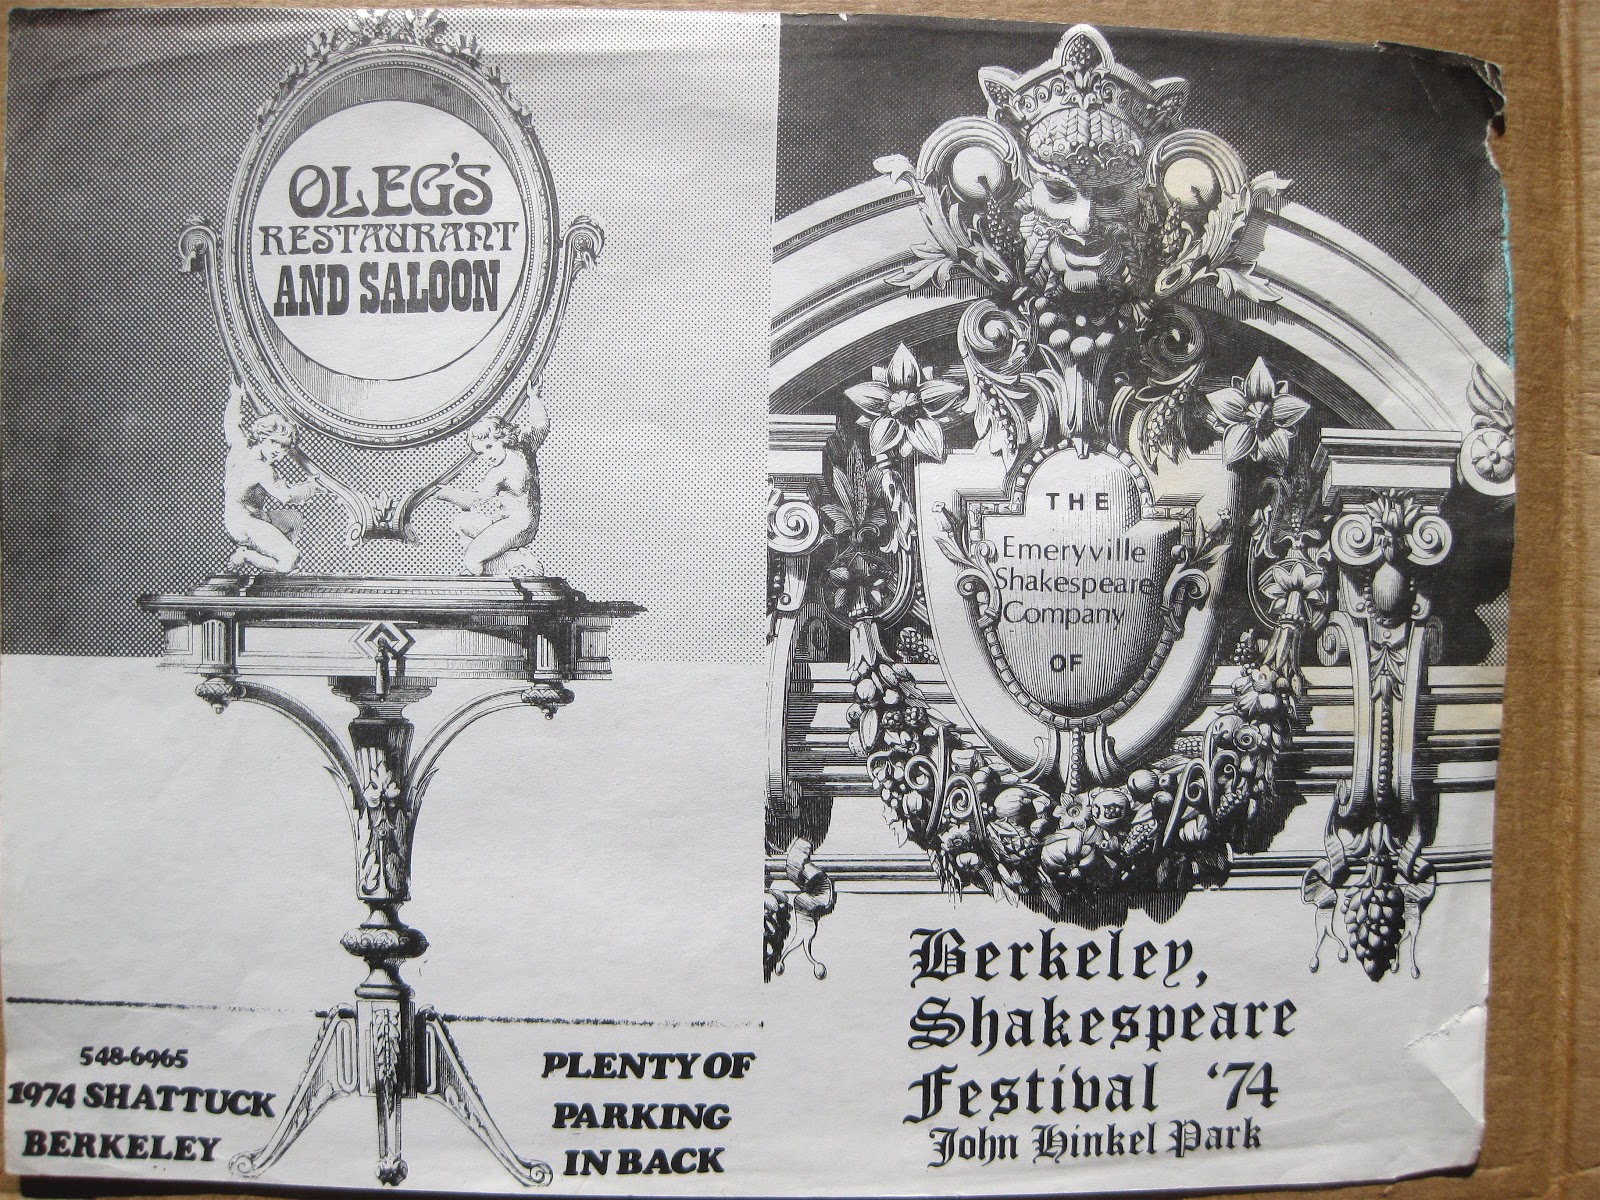 OLEG'S
RESTAURANT
AND SALOON
548-6965
1974 SHATTUCK
BERKELEY
PLENTY OF
PARKING
IN BACK
THE
Emeryville
Shakespeare
Company
OF
Berkeley,
Shakespeare
Festival '74
John Hinkel Park